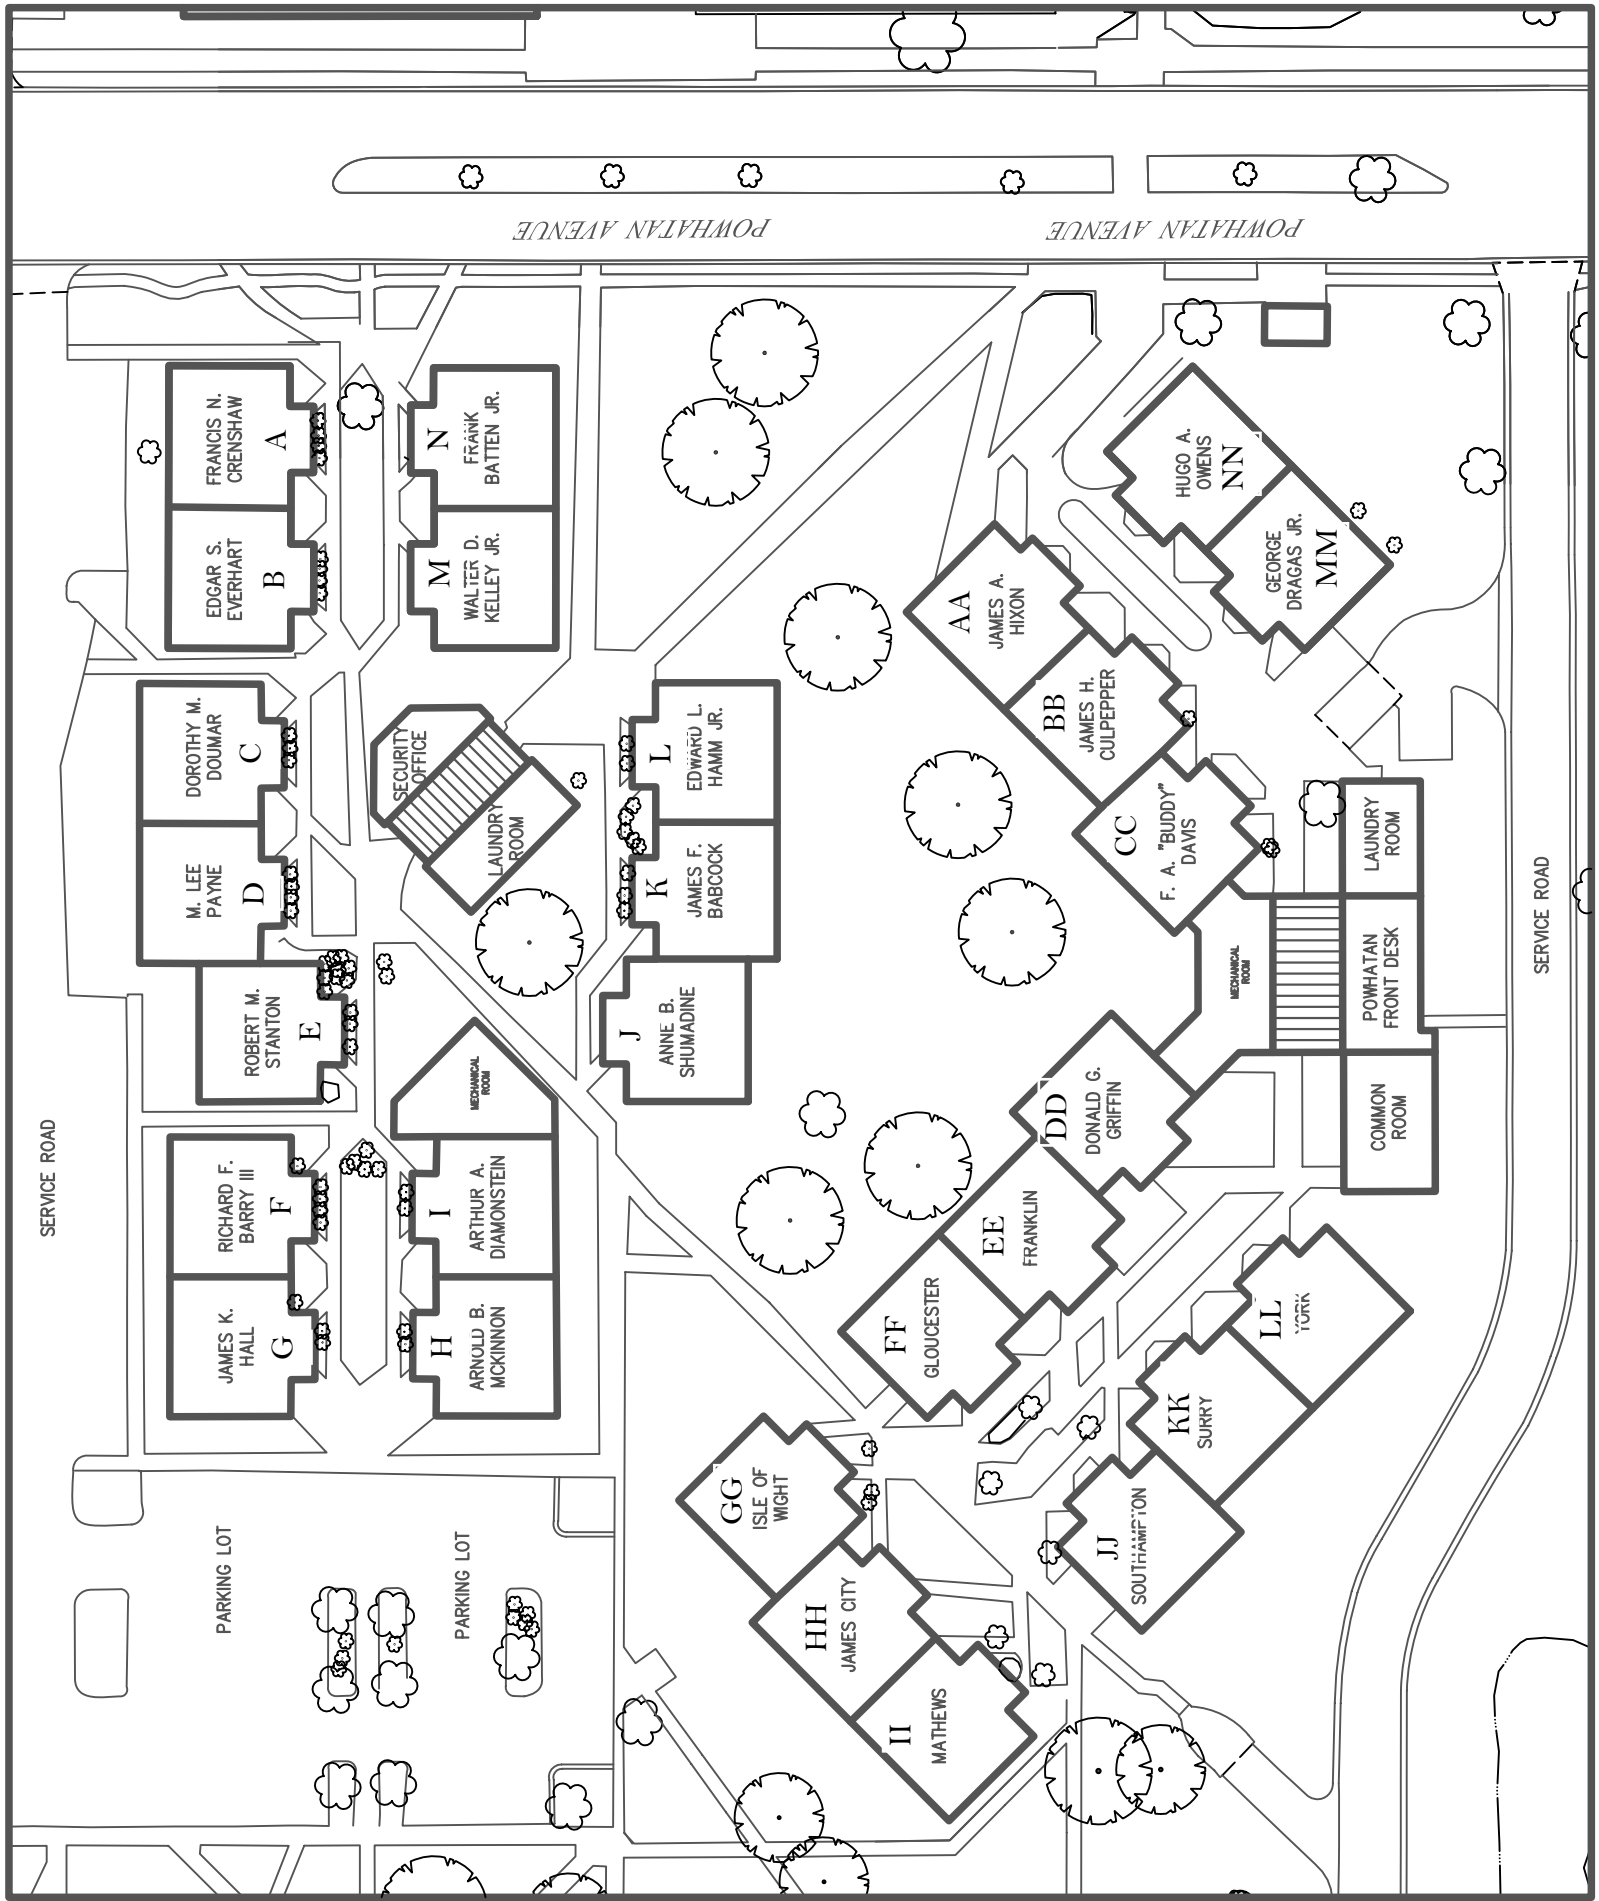 POWHATAN AVENUE
POWHATAN AVENUE
FRANCIS N.
CRENSHAW
A
FRANK
BATTEN JR.
N
EDGAR S.
EVERHART
B
WALTER D.
KELLEY JR.
M
HUGO A.
OWENS
NN
GEORGE
DRAGAS JR.
MM
AA
JAMES A.
HIXON
BB
JAMES H.
CULPEPPER
CC
F. A. "BUDDY"
DAVIS
DOROTHY M.
DOUMAR
C
SECURITY
OFFICE
LAUNDRY
ROOM
L
EDWARD L.
HAMM JR.
M. LEE
PAYNE
D
K
JAMES F.
BABCOCK
LAUNDRY
ROOM
SERVICE ROAD
MECHANICAL
ROOM
POWHATAN
FRONT DESK
ROBERT M.
STANTON
E
J
ANNE B.
SHUMADINE
MECHANICAL
ROOM
DD
DONALD G.
GRIFFIN
COMMON
ROOM
SERVICE ROAD
RICHARD F.
BARRY III
F
I
ARTHUR A.
DIAMONSTEIN
EE
FRANKLIN
JAMES K.
HALL
G
H
ARNOLD B.
MCKINNON
FF
GLOUCESTER
LL
YORK
KK
SURRY
GG
ISLE OF
WIGHT
JJ
SOUTHAMPTON
PARKING LOT
PARKING LOT
HH
JAMES CITY
II
MATHEWS